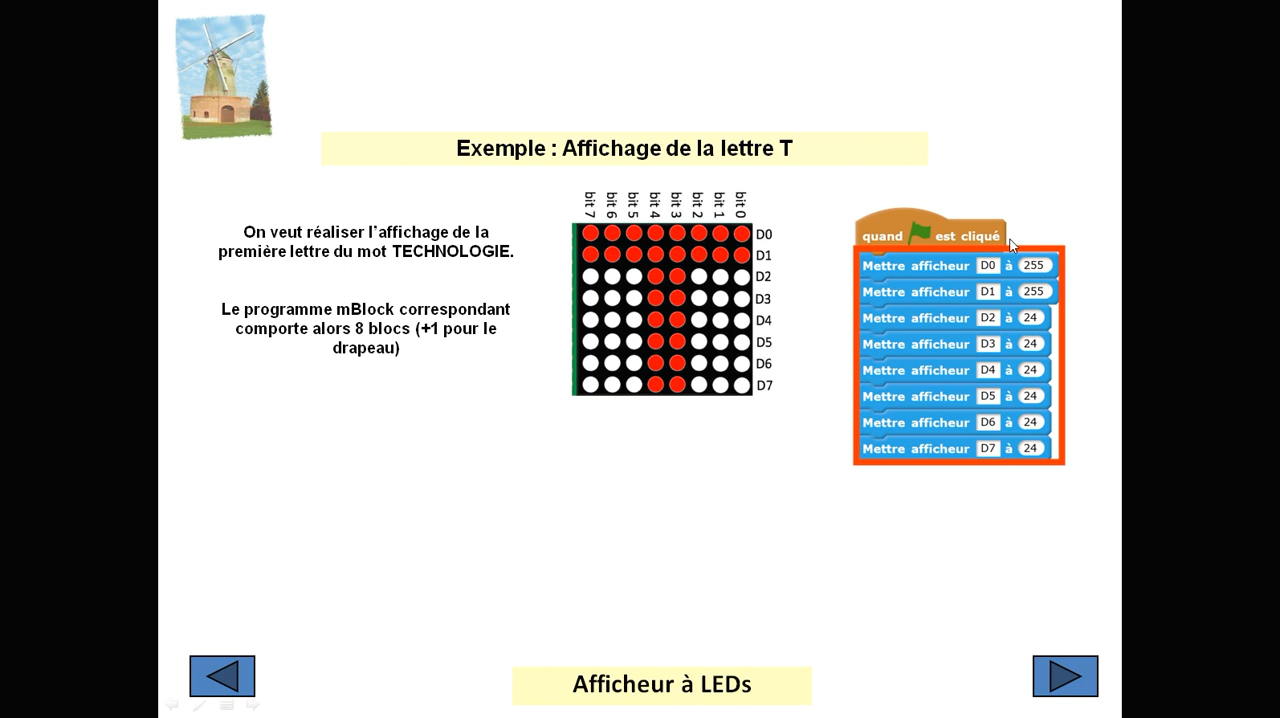 Exemple : Affichage de la lettre T
On veut réaliser l'affichage de la
première lettre du mot TECHNOLOGIE.
Le programme mBlock correspondant
comporte alors 8 blocs (+1 pour le
drapeau)
bit 7 bit 6 bit 5 bit 4 bit 3 bit 2 bit 1 bit 0
D0
D1
D2
D3
D4
D5
D6
D7
quand est cliqué
Mettre afficheur D0 à 255
Mettre afficheur D1 à 255
Mettre afficheur D2 à 24
Mettre afficheur D3 à 24
Mettre afficheur D4 à 24
Mettre afficheur D5 à 24
Mettre afficheur D6 à 24
Mettre afficheur D7 à 24
Afficheur à LEDs